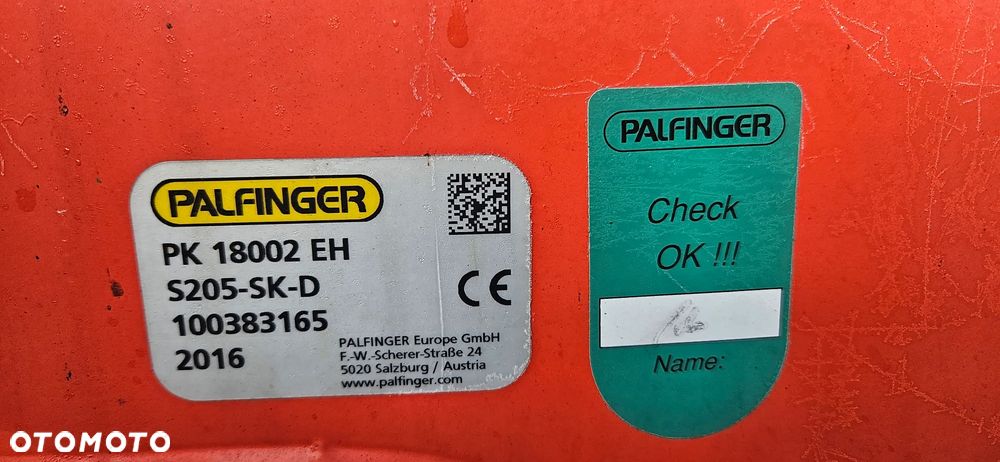 PALFINGER
PK 18002 EH
S205-SK-D
100383165
2016
CE
PALFINGER Europe GmbH
F.-W.-Scherer-Straße 24
5020 Salzburg / Austria
www.palfinger.com
PALFINGER
Check
OK !!!
Name:
OTOMOTO